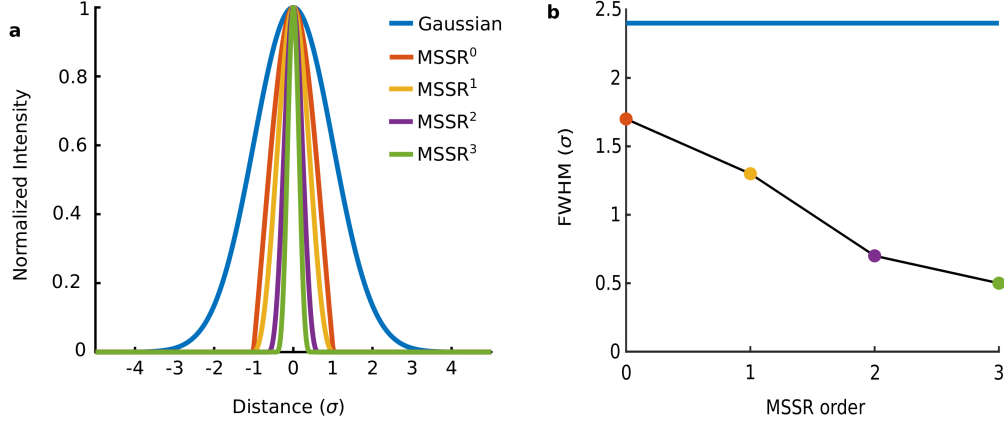 a
Normalized Intensity
1
0.8
0.6
0.4
0.2
0
-4 -3 -2 -1 0 1 2 3 4
Distance (σ)
Gaussian
MSSR⁰
MSSR¹
MSSR²
MSSR³
b
FWHM (σ)
2.5
2
1.5
1
0.5
0
0 1 2 3
MSSR order